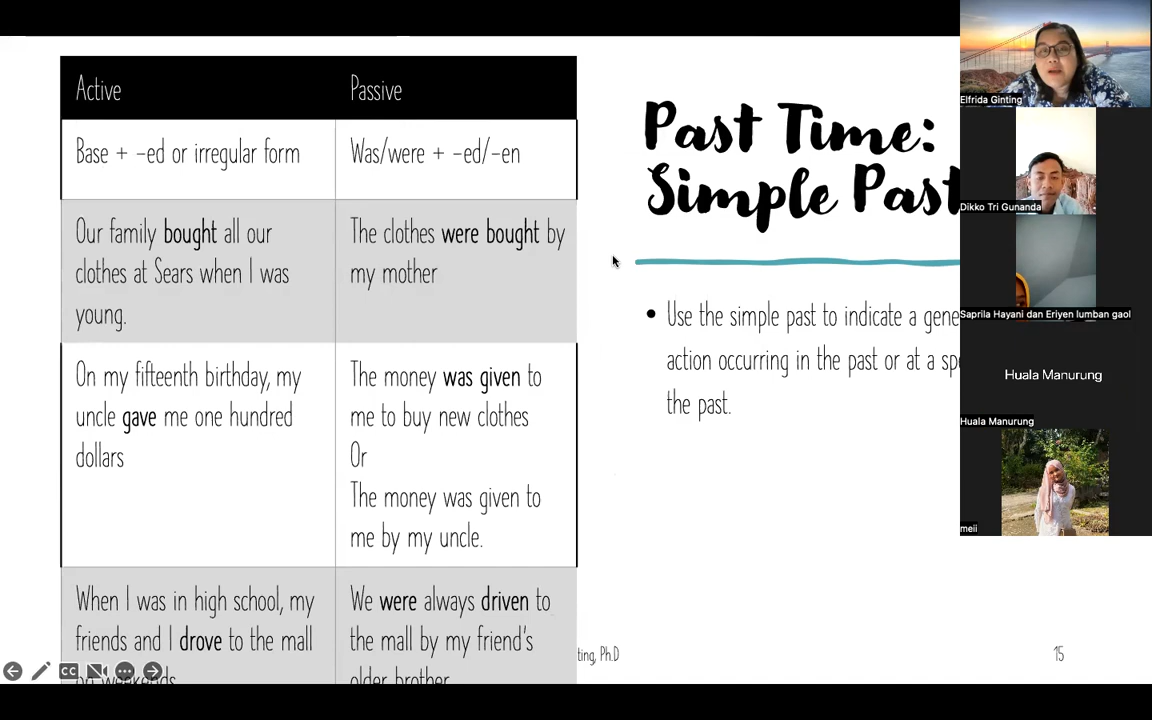 Active
Passive
Base + -ed or irregular form
Was/were + -ed/-en
Our family bought all our
clothes at Sears when I was
young.
The clothes were bought by
my mother
On my fifteenth birthday, my
uncle gave me one hundred
dollars
The money was given to
me to buy new clothes
Or
The money was given to
me by my uncle.
When I was in high school, my
friends and I drove to the mall
on weekends
We were always driven to
the mall by my friend's
older brother
Past Time:
Simple Past
• Use the simple past to indicate a gene
action occurring in the past or at a spe
the past.
ting, Ph.D
15
CC
Elfrida Ginting
Dikko Tri Gunanda
Saprila Hayani dan Eriyen lumban gaol
Huala Manurung
Huala Manurung
meii